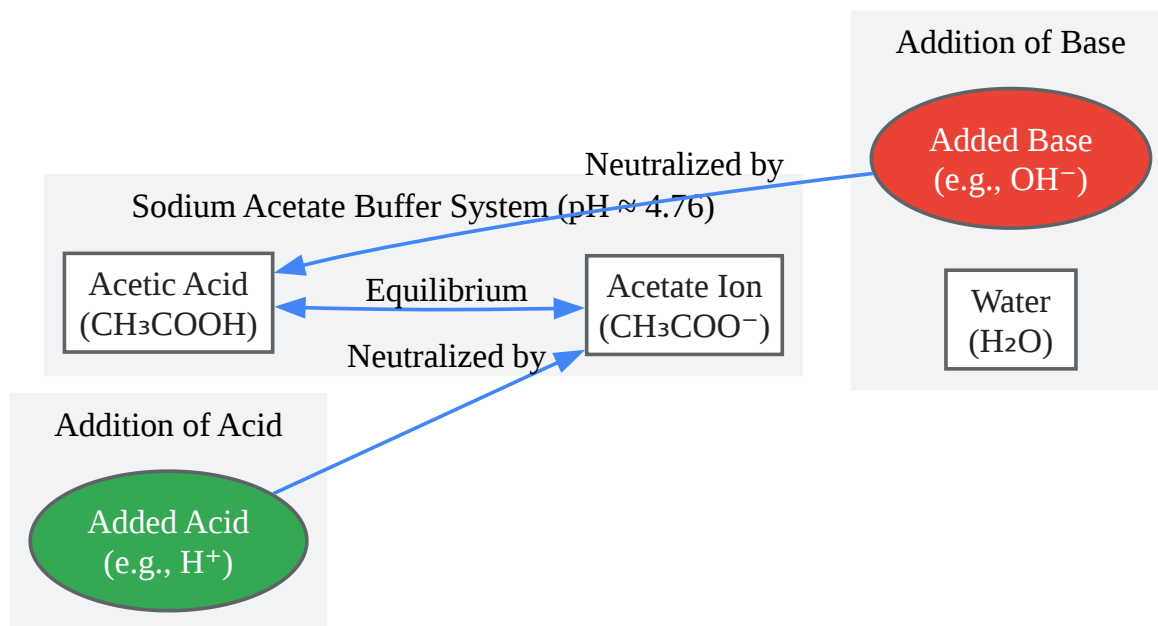 Addition of Base
Added Base
(e.g., OH⁻)
Neutralized by
Sodium Acetate Buffer System (pH ≈ 4.76)
Acetic Acid
(CH₃COOH)
Equilibrium
Acetate Ion
(CH₃COO⁻)
Water
(H₂O)
Neutralized by
Addition of Acid
Added Acid
(e.g., H⁺)